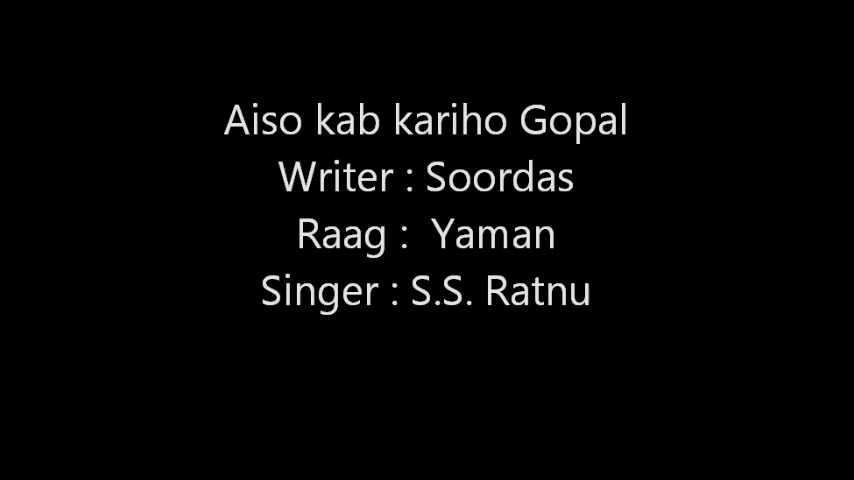 Aiso kab kariho Gopal
Writer : Soordas
Raag :  Yaman
Singer : S.S. Ratnu